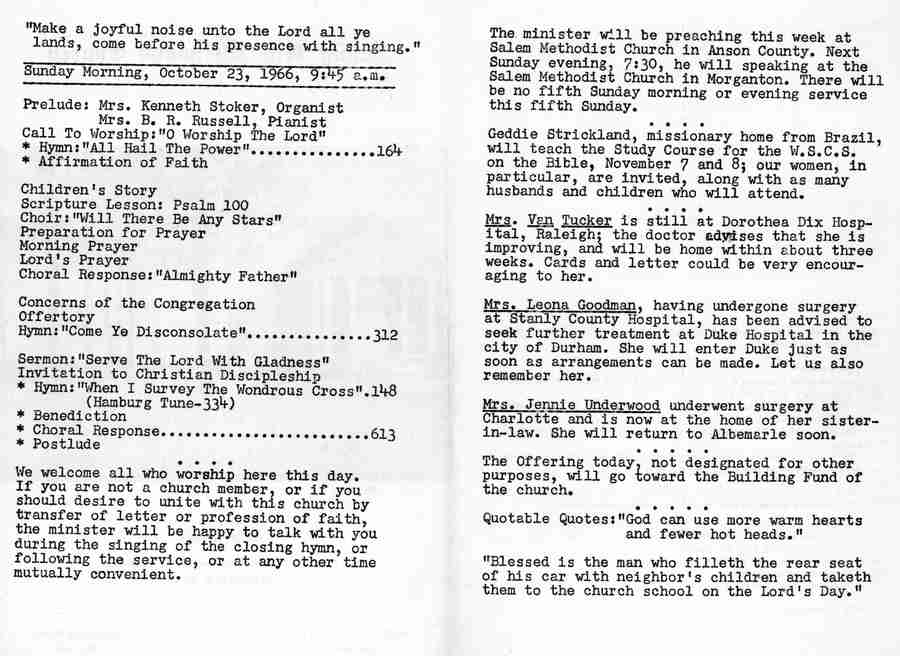 "Make a joyful noise unto the Lord all ye
lands, come before his presence with singing."
Sunday Morning, October 23, 1966, 9:45 a.m.
Prelude: Mrs. Kenneth Stoker, Organist
Mrs. B. R. Russell, Pianist
Call To Worship:"O Worship The Lord"
* Hymn:"All Hail The Power"...............164
* Affirmation of Faith
Children's Story
Scripture Lesson: Psalm 100
Choir:"Will There Be Any Stars"
Preparation for Prayer
Morning Prayer
Lord's Prayer
Choral Response:"Almighty Father"
Concerns of the Congregation
Offertory
Hymn:"Come Ye Disconsolate"...............312
Sermon:"Serve The Lord With Gladness"
Invitation to Christian Discipleship
* Hymn:"When I Survey The Wondrous Cross".148
(Hamburg Tune-334)
* Benediction
* Choral Response.........................613
* Postlude
. . . .
We welcome all who worship here this day.
If you are not a church member, or if you
should desire to unite with this church by
transfer of letter or profession of faith,
the minister will be happy to talk with you
during the singing of the closing hymn, or
following the service, or at any other time
mutually convenient.
The minister will be preaching this week at
Salem Methodist Church in Anson County. Next
Sunday evening, 7:30, he will speaking at the
Salem Methodist Church in Morganton. There will
be no fifth Sunday morning or evening service
this fifth Sunday.
. . . .
Geddie Strickland, missionary home from Brazil,
will teach the Study Course for the W.S.C.S.
on the Bible, November 7 and 8; our women, in
particular, are invited, along with as many
husbands and children who will attend.
. . . .
Mrs. Van Tucker is still at Dorothea Dix Hosp-
ital, Raleigh; the doctor advises that she is
improving, and will be home within about three
weeks. Cards and letter could be very encour-
aging to her.
Mrs. Leona Goodman, having undergone surgery
at Stanly County Hospital, has been advised to
seek further treatment at Duke Hospital in the
city of Durham. She will enter Duke just as
soon as arrangements can be made. Let us also
remember her.
Mrs. Jennie Underwood underwent surgery at
Charlotte and is now at the home of her sister-
in-law. She will return to Albemarle soon.
. . . . .
The Offering today, not designated for other
purposes, will go toward the Building Fund of
the church.
. . . . .
Quotable Quotes:"God can use more warm hearts
and fewer hot heads."
"Blessed is the man who filleth the rear seat
of his car with neighbor's children and taketh
them to the church school on the Lord's Day."